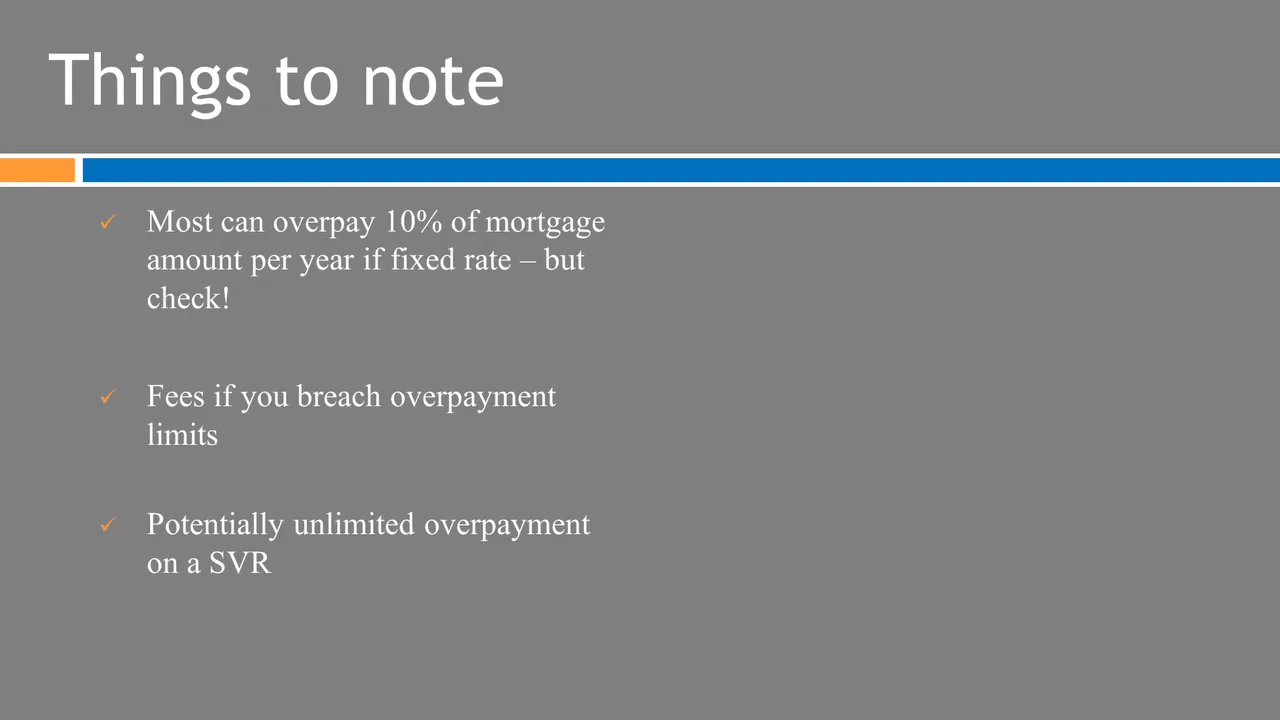 Things to note
Most can overpay 10% of mortgage
amount per year if fixed rate – but
check!
Fees if you breach overpayment
limits
Potentially unlimited overpayment
on a SVR